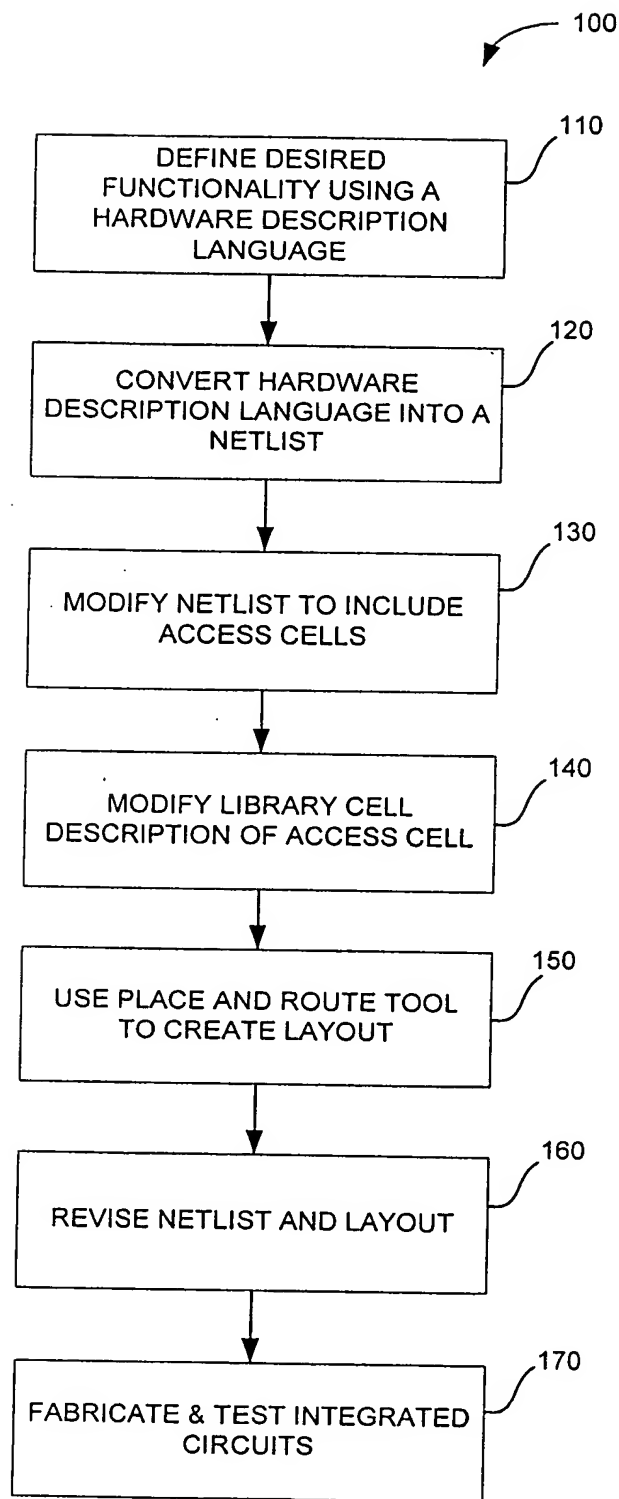 100
110
DEFINE DESIRED
FUNCTIONALITY USING A
HARDWARE DESCRIPTION
LANGUAGE
120
CONVERT HARDWARE
DESCRIPTION LANGUAGE INTO A
NETLIST
130
MODIFY NETLIST TO INCLUDE
ACCESS CELLS
140
MODIFY LIBRARY CELL
DESCRIPTION OF ACCESS CELL
150
USE PLACE AND ROUTE TOOL
TO CREATE LAYOUT
160
REVISE NETLIST AND LAYOUT
170
FABRICATE & TEST INTEGRATED
CIRCUITS